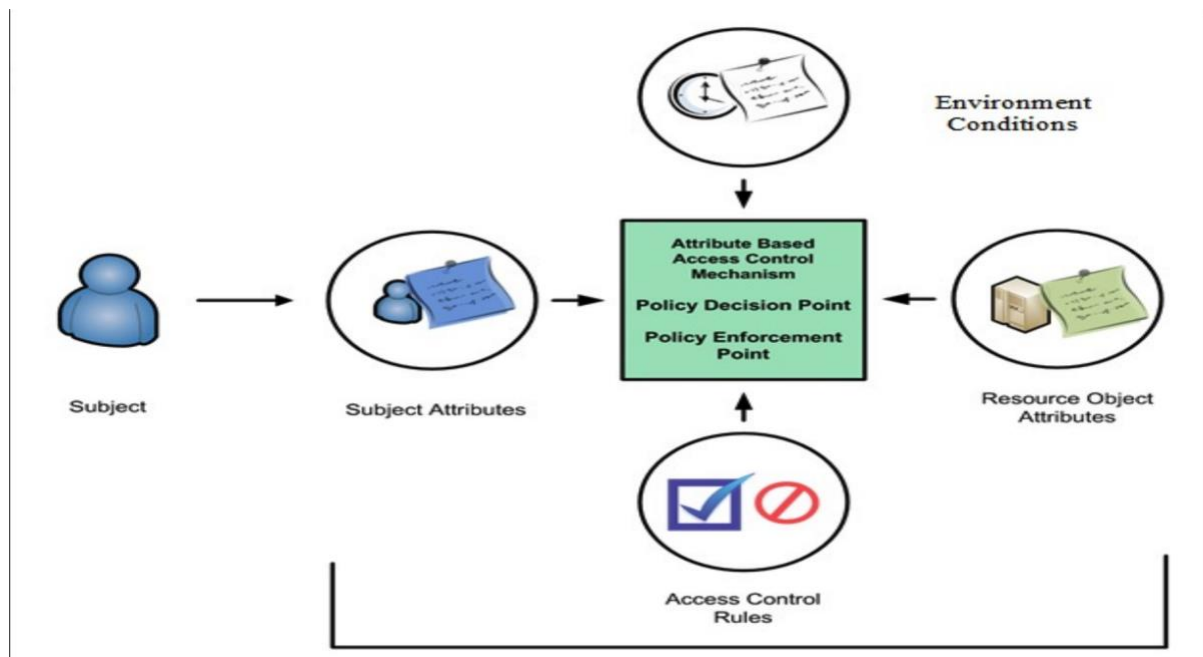 Environment
Conditions
Attribute Based
Access Control
Mechanism
Policy Decision Point
Policy Enforcement
Point
Subject
Subject Attributes
Resource Object
Attributes
Access Control
Rules